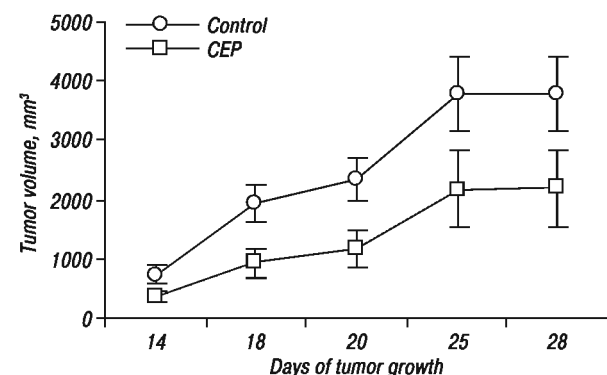 5000
4000
3000
2000
1000
0
Tumor volume, mm³
Control
CEP
14 18 20 25 28
Days of tumor growth